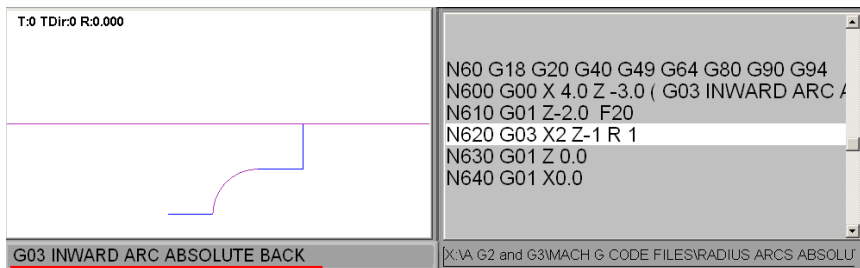 T:0 TDir:0 R:0.000
N60 G18 G20 G40 G49 G64 G80 G90 G94
N600 G00 X 4.0 Z -3.0 ( G03 INWARD ARC
N610 G01 Z-2.0 F20
N620 G03 X2 Z-1 R 1
N630 G01 Z 0.0
N640 G01 X0.0
G03 INWARD ARC ABSOLUTE BACK
[X:\A G2 and G3\MACH G CODE FILES\RADIUS ARCS ABSOLU